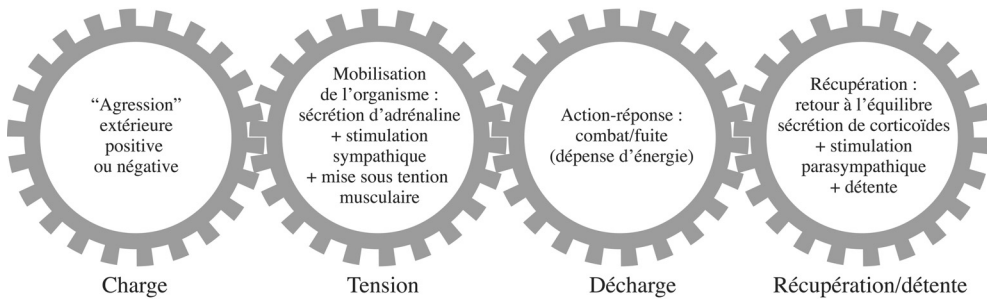 “Agression”
extérieure
positive
ou négative
Mobilisation
de l’organisme :
sécrétion d’adrénaline
+ stimulation
sympathique
+ mise sous tention
musculaire
Action-réponse :
combat/fuite
(dépense d’énergie)
Récupération :
retour à l’équilibre
sécrétion de corticoïdes
+ stimulation
parasympathique
+ détente
Charge
Tension
Décharge
Récupération/détente